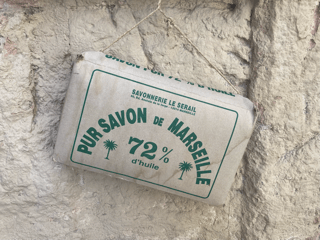 SAVONNERIE LE SERAIL
PUR SAVON DE MARSEILLE
72%
d'huile